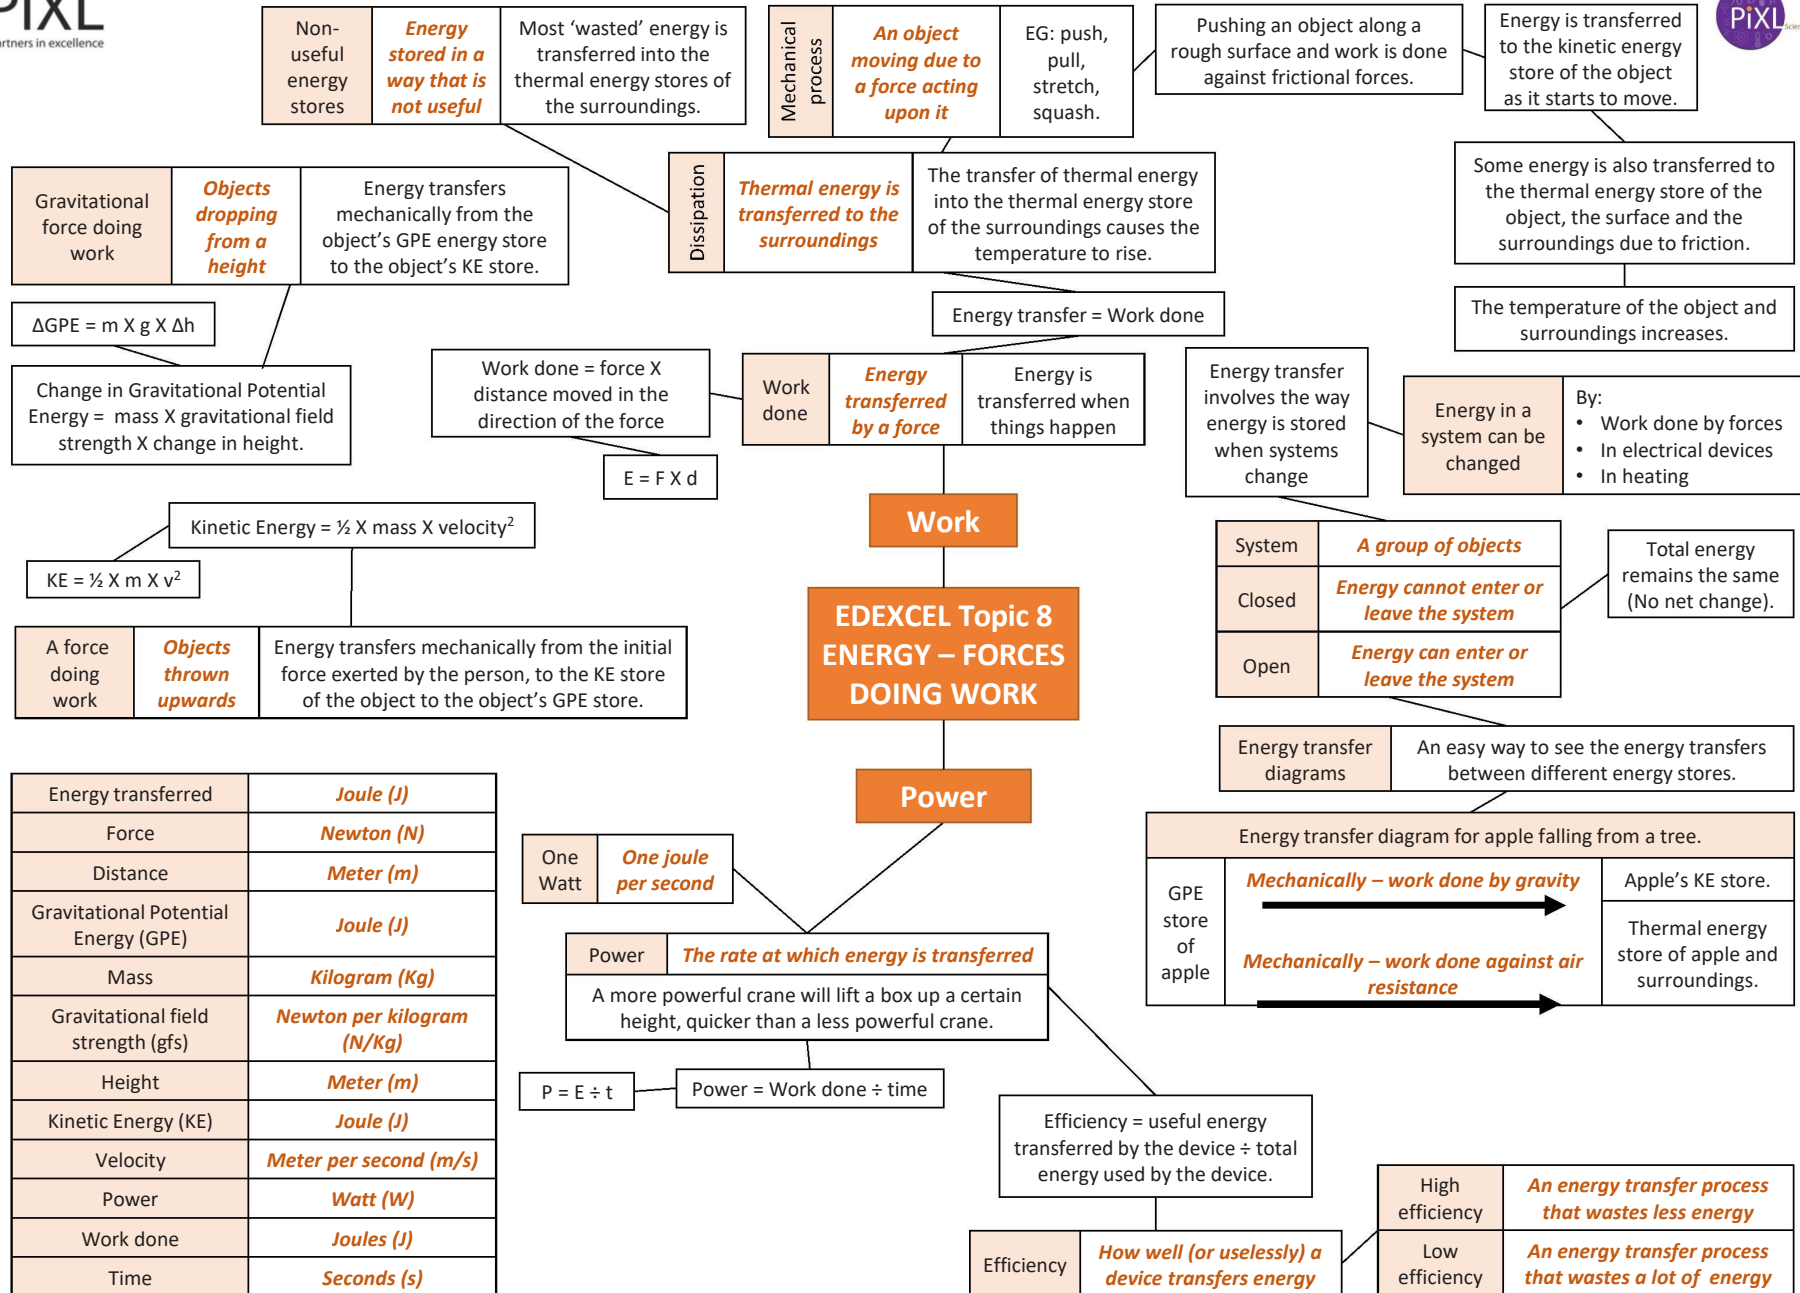 PiXL
partners in excellence
PiXL
Non-
useful
energy
stores
Energy
stored in a
way that is
not useful
Most ‘wasted’ energy is
transferred into the
thermal energy stores of
the surroundings.
Mechanical
process
An object
moving due to
a force acting
upon it
EG: push,
pull,
stretch,
squash.
Pushing an object along a
rough surface and work is done
against frictional forces.
Energy is transferred
to the kinetic energy
store of the object
as it starts to move.
Gravitational
force doing
work
Objects
dropping
from a
height
Energy transfers
mechanically from the
object’s GPE energy store
to the object’s KE store.
Dissipation
Thermal energy is
transferred to the
surroundings
The transfer of thermal energy
into the thermal energy store
of the surroundings causes the
temperature to rise.
Some energy is also transferred to
the thermal energy store of the
object, the surface and the
surroundings due to friction.
The temperature of the object and
surroundings increases.
ΔGPE = m X g X Δh
Change in Gravitational Potential
Energy = mass X gravitational field
strength X change in height.
Energy transfer = Work done
Work done = force X
distance moved in the
direction of the force
E = F X d
Work
done
Energy
transferred
by a force
Energy is
transferred when
things happen
Energy transfer
involves the way
energy is stored
when systems
change
Energy in a
system can be
changed
By:
• Work done by forces
• In electrical devices
• In heating
Kinetic Energy = ½ X mass X velocity²
KE = ½ X m X v²
Work
System
A group of objects
Closed
Energy cannot enter or
leave the system
Open
Energy can enter or
leave the system
Total energy
remains the same
(No net change).
EDEXCEL Topic 8
ENERGY – FORCES
DOING WORK
A force
doing
work
Objects
thrown
upwards
Energy transfers mechanically from the initial
force exerted by the person, to the KE store
of the object to the object’s GPE store.
Energy transfer
diagrams
An easy way to see the energy transfers
between different energy stores.
Power
Energy transferred
Joule (J)
Force
Newton (N)
Distance
Meter (m)
Gravitational Potential
Energy (GPE)
Joule (J)
Mass
Kilogram (Kg)
Gravitational field
strength (gfs)
Newton per kilogram
(N/Kg)
Height
Meter (m)
Kinetic Energy (KE)
Joule (J)
Velocity
Meter per second (m/s)
Power
Watt (W)
Work done
Joules (J)
Time
Seconds (s)
One
Watt
One joule
per second
Power
The rate at which energy is transferred
A more powerful crane will lift a box up a certain
height, quicker than a less powerful crane.
P = E ÷ t
Power = Work done ÷ time
Energy transfer diagram for apple falling from a tree.
GPE
store
of
apple
Mechanically – work done by gravity
Apple’s KE store.
Mechanically – work done against air
resistance
Thermal energy
store of apple and
surroundings.
Efficiency = useful energy
transferred by the device ÷ total
energy used by the device.
Efficiency
How well (or uselessly) a
device transfers energy
High
efficiency
An energy transfer process
that wastes less energy
Low
efficiency
An energy transfer process
that wastes a lot of energy